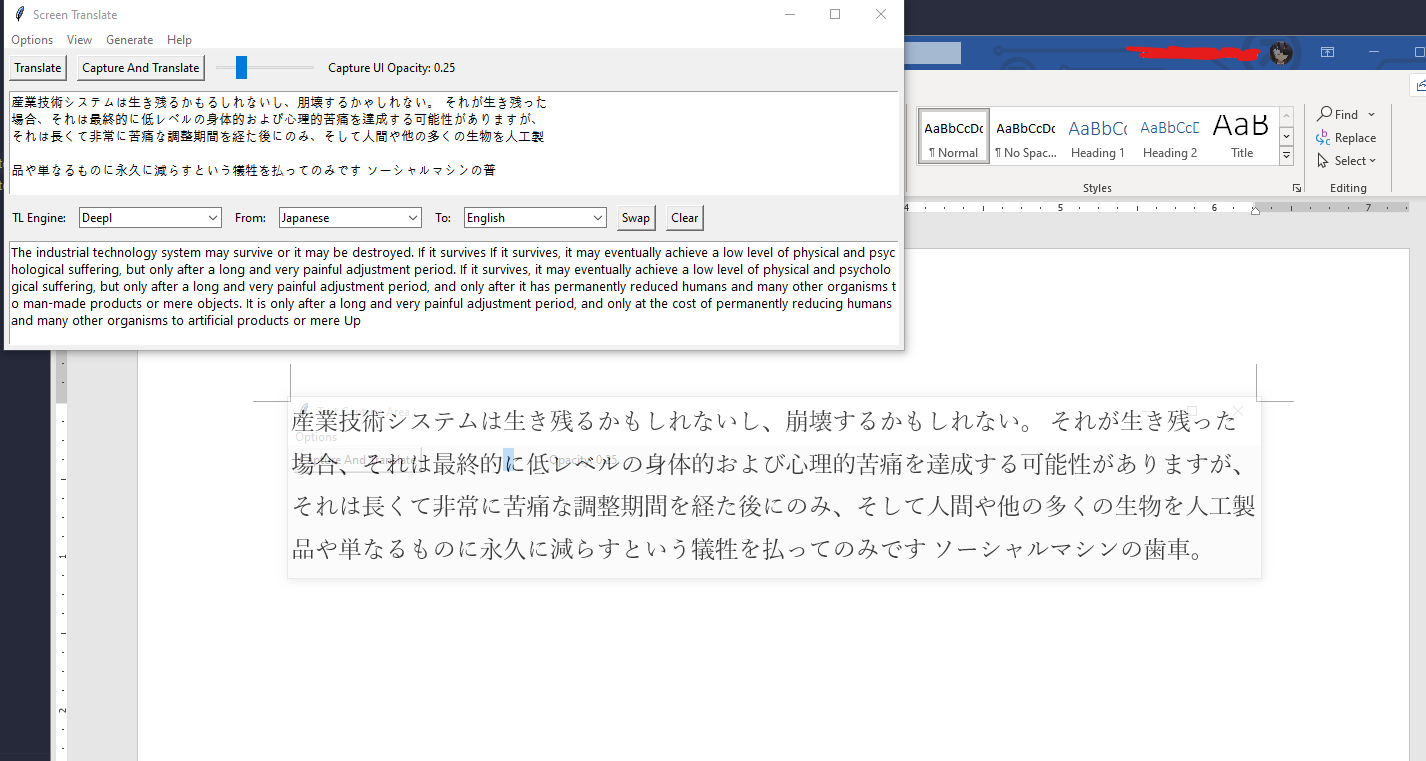 Screen Translate
Options View Generate Help
Translate Capture And Translate Capture UI Opacity: 0.25
産業技術システムは生き残るかもるしれないし、崩壊するかゃしれない。 それが生き残った
場合、それは最終的に低レベルの身体的および心理的苦痛を達成する可能性がありますが、
それは長くて非常に苦痛な調整期間を経た後にのみ、そして人間や他の多くの生物を人工製
品や単なるものに永久に減らすという犠牲を払ってのみです ソーシャルマシンの普
TL Engine: Deepl From: Japanese To: English Swap Clear
The industrial technology system may survive or it may be destroyed. If it survives If it survives, it may eventually achieve a low level of physical and psyc
hological suffering, but only after a long and very painful adjustment period. If it survives, it may eventually achieve a low level of physical and psycholo
gical suffering, but only after a long and very painful adjustment period, and only after it has permanently reduced humans and many other organisms t
o man-made products or mere objects. It is only after a long and very painful adjustment period, and only at the cost of permanently reducing humans
and many other organisms to artificial products or mere Up
AaBbCcDc AaBbCcDc AaBbCc AaBbCcE AaB
¶ Normal ¶ No Spac... Heading 1 Heading 2 Title
Find
Replace
Select
Styles Editing
4 5 6 7
産業技術システムは生き残るかもしれないし、崩壊するかもしれない。 それが生き残った
Options
場合、それは最終的に低レベルの身体的および心理的苦痛を達成する可能性がありますが、
Capture And Translate Opacity: 0.25
それは長くて非常に苦痛な調整期間を経た後にのみ、そして人間や他の多くの生物を人工製
品や単なるものに永久に減らすという犠牲を払ってのみです ソーシャルマシンの歯車。
1
2